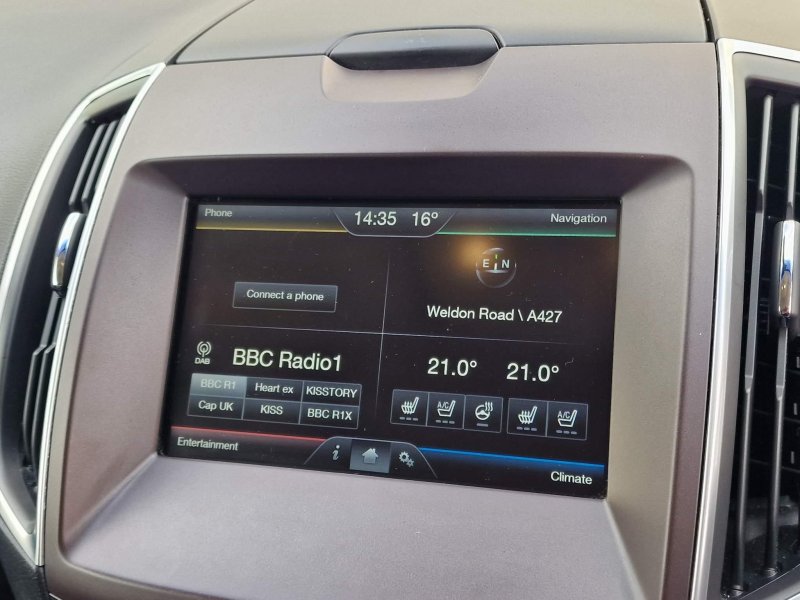 Phone
14:35 16°
Navigation
Connect a phone
E N
Weldon Road \ A427
DAB
BBC Radio1
BBC R1 Heart ex KISSTORY
Cap UK KISS BBC R1X
21.0° 21.0°
A/C A/C
Entertainment
i
Climate